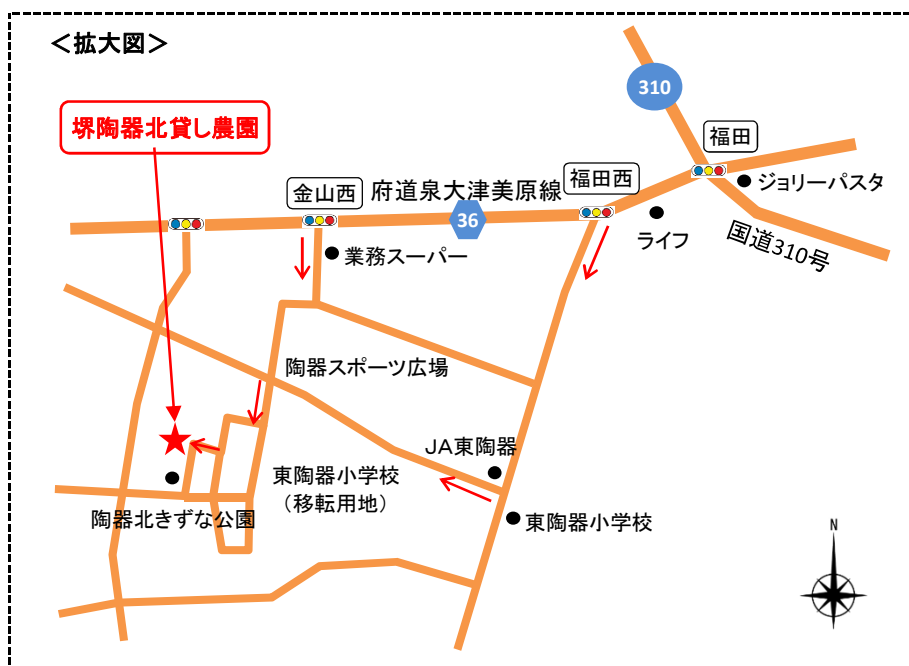 ＜拡大図＞
310
堺陶器北貸し農園
福田
金山西
府道泉大津美原線
福田西
ジョリーパスタ
36
ライフ
国道310号
業務スーパー
陶器スポーツ広場
JA東陶器
東陶器小学校
（移転用地）
陶器北きずな公園
東陶器小学校
N